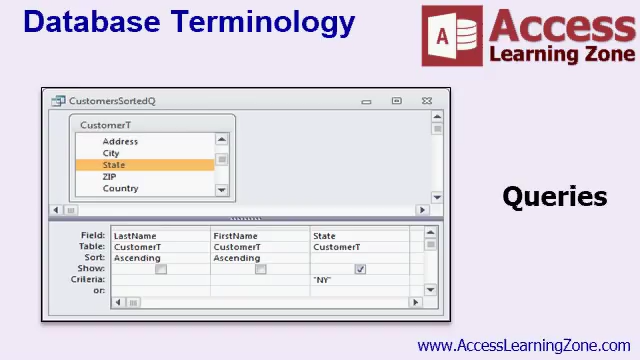 Database Terminology
A
Access
Learning Zone
CustomersSortedQ
CustomerT
Address
City
State
ZIP
Country
Queries
Field: LastName FirstName State
Table: CustomerT CustomerT CustomerT
Sort: Ascending Ascending
Show:
Criteria: "NY"
or:
www.AccessLearningZone.com